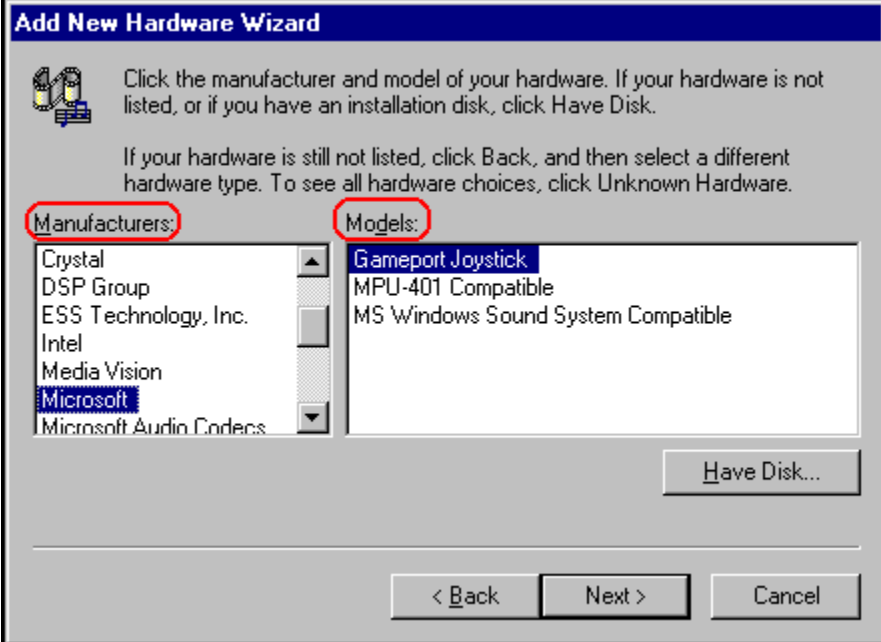 Add New Hardware Wizard
Click the manufacturer and model of your hardware. If your hardware is not
listed, or if you have an installation disk, click Have Disk.
If your hardware is still not listed, click Back, and then select a different
hardware type. To see all hardware choices, click Unknown Hardware.
Manufacturers:
Crystal
DSP Group
ESS Technology, Inc.
Intel
Media Vision
Microsoft
Microsoft Audio Codecs
Models:
Gameport Joystick
MPU-401 Compatible
MS Windows Sound System Compatible
Have Disk...
< Back
Next >
Cancel